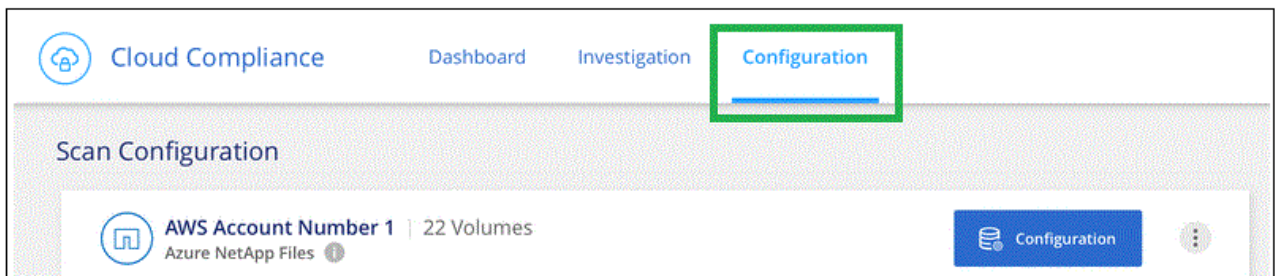 Cloud Compliance Dashboard Investigation Configuration
Scan Configuration
AWS Account Number 1 | 22 Volumes
Azure NetApp Files
Configuration